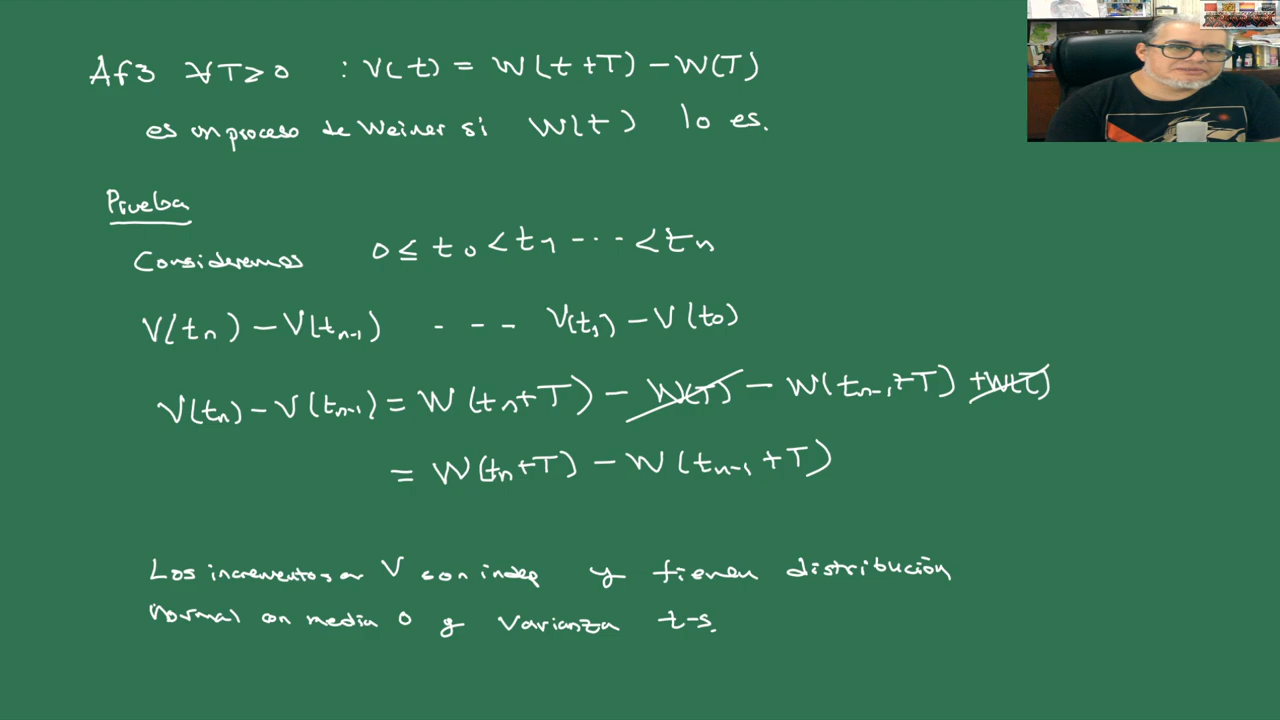 Af3 ∀T≥0 : V(t) = W(t+T) - W(T)
es un proceso de Weiner si W(t) lo es.
Prueba
Consideremos 0 ≤ t0 < t1 --·- < tn
V(tn) - V(tn-1) - - - V(t1) - V(t0)
V(tn) - V(tn-1) = W(tn+T) - W(T) - W(tn-1+T) + W(T)
= W(tn+T) - W(tn-1+T)
Los incrementos en V con indep y tienen distribución
Normal con media 0 y varianza t-s.